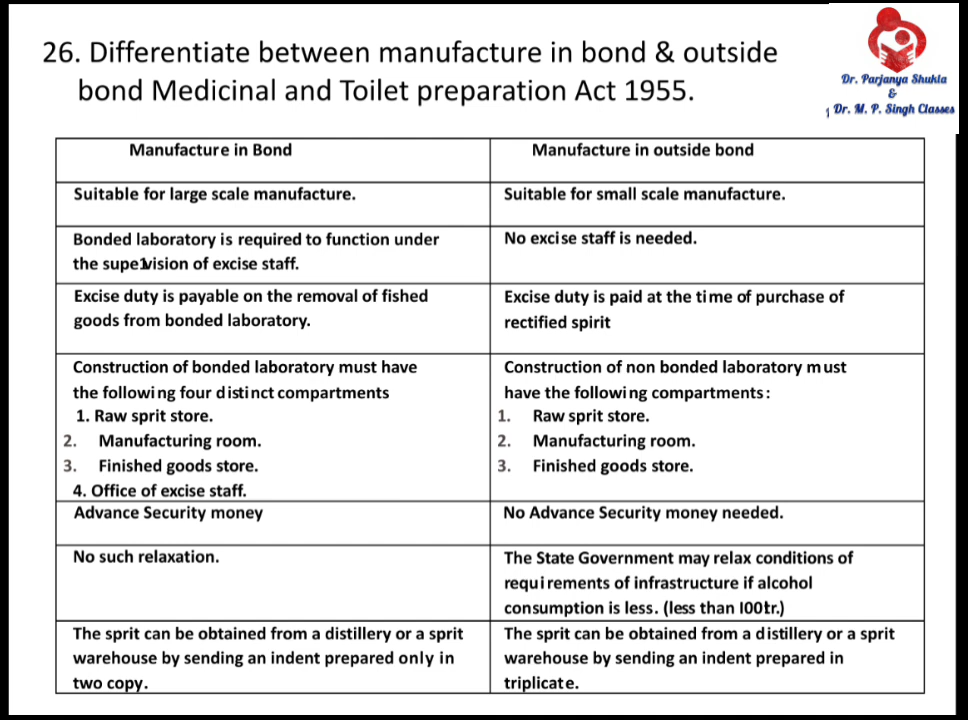 26. Differentiate between manufacture in bond & outside
bond Medicinal and Toilet preparation Act 1955.
Dr. Parjanya Shukla
&
Dr. M. P. Singh Classes
Manufacture in Bond
Manufacture in outside bond
Suitable for large scale manufacture.
Suitable for small scale manufacture.
Bonded laboratory is required to function under
the supe1vision of excise staff.
No excise staff is needed.
Excise duty is payable on the removal of fished
goods from bonded laboratory.
Excise duty is paid at the time of purchase of
rectified spirit
Construction of bonded laboratory must have
the following four distinct compartments
1. Raw sprit store.
2. Manufacturing room.
3. Finished goods store.
4. Office of excise staff.
Construction of non bonded laboratory must
have the following compartments:
1. Raw sprit store.
2. Manufacturing room.
3. Finished goods store.
Advance Security money
No Advance Security money needed.
No such relaxation.
The State Government may relax conditions of
requirements of infrastructure if alcohol
consumption is less. (less than l00tr.)
The sprit can be obtained from a distillery or a sprit
warehouse by sending an indent prepared only in
two copy.
The sprit can be obtained from a distillery or a sprit
warehouse by sending an indent prepared in
triplicate.